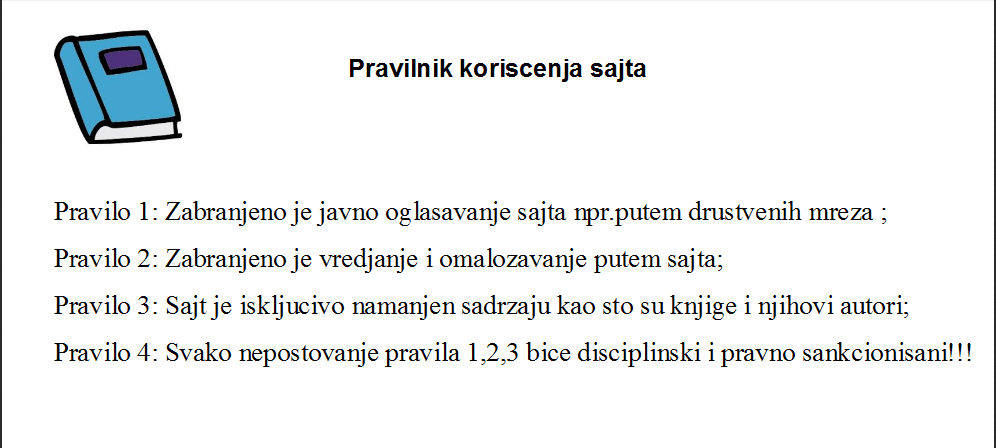 Pravilnik koriscenja sajta
Pravilo 1: Zabranjeno je javno oglasavanje sajta npr.putem drustvenih mreza ;
Pravilo 2: Zabranjeno je vredjanje i omalozavanje putem sajta;
Pravilo 3: Sajt je iskljucivo namanjen sadrzaju kao sto su knjige i njihovi autori;
Pravilo 4: Svako nepostovanje pravila 1,2,3 bice disciplinski i pravno sankcionisani!!!